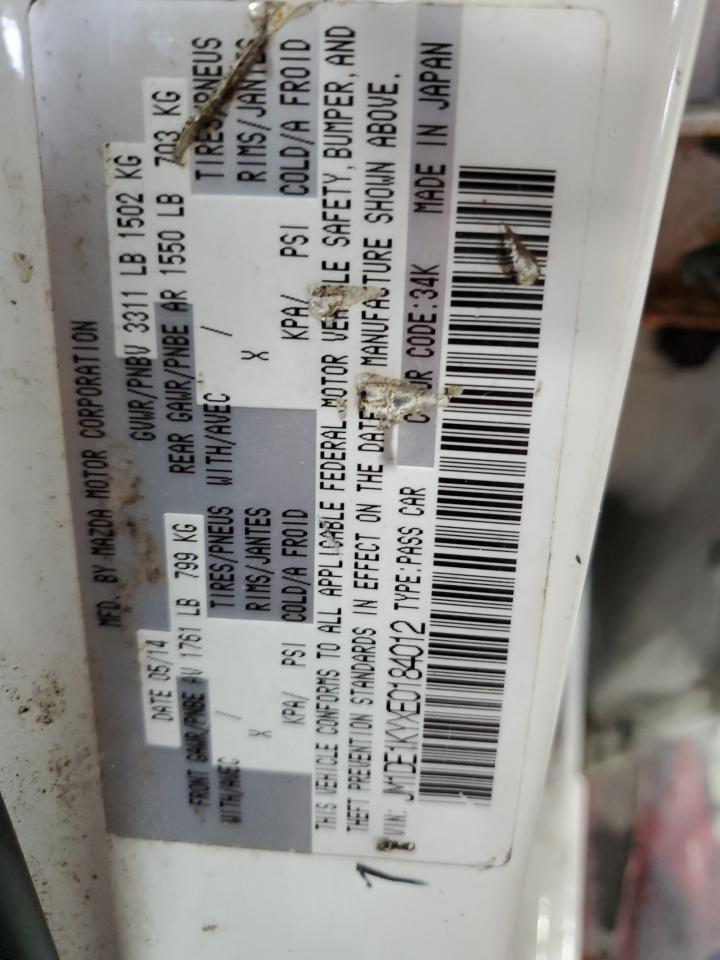 MFD. BY MAZDA MOTOR CORPORATION
DATE 05/14 GVWR/PNBV 3311 LB 1502 KG
FRONT GAWR/PNBE AV 1761 LB 799 KG REAR GAWR/PNBE AR 1550 LB 703 KG
WITH/AVEC / TIRES/PNEUS WITH/AVEC / TIRES/PNEUS
X RIMS/JANTES X RIMS/JANTES
KPA/ PSI COLD/A FROID KPA/ PSI COLD/A FROID
THIS VEHICLE CONFORMS TO ALL APPLICABLE FEDERAL MOTOR VEHICLE SAFETY, BUMPER, AND
THEFT PREVENTION STANDARDS IN EFFECT ON THE DATE MANUFACTURE SHOWN ABOVE.
VIN: JM1DE1KYXE0184012 TYPE:PASS CAR COLOUR CODE:34K MADE IN JAPAN